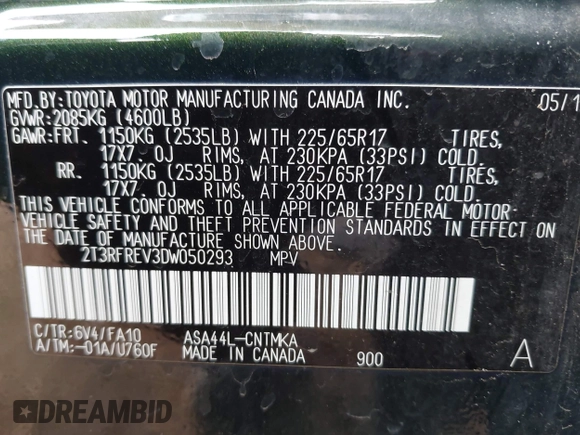 MFD.BY:TOYOTA MOTOR MANUFACTURING CANADA INC. 05/1
GVWR:2085KG (4600LB)
GAWR:FRT. 1150KG (2535LB) WITH 225/65R17 TIRES,
17X7.0J RIMS, AT 230KPA (33PSI) COLD.
RR. 1150KG (2535LB) WITH 225/65R17 TIRES,
17X7.0J RIMS, AT 230KPA (33PSI) COLD.
THIS VEHICLE CONFORMS TO ALL APPLICABLE FEDERAL MOTOR-
VEHICLE SAFETY AND THEFT PREVENTION STANDARDS IN EFFECT ON
THE DATE OF MANUFACTURE SHOWN ABOVE.
2T3RFREV3DW050293 MPV
C/TR:6V4/FA10 ASA44L-CNTMKA
A/TM:-01A/U760F MADE IN CANADA 900 A
DREAMBID